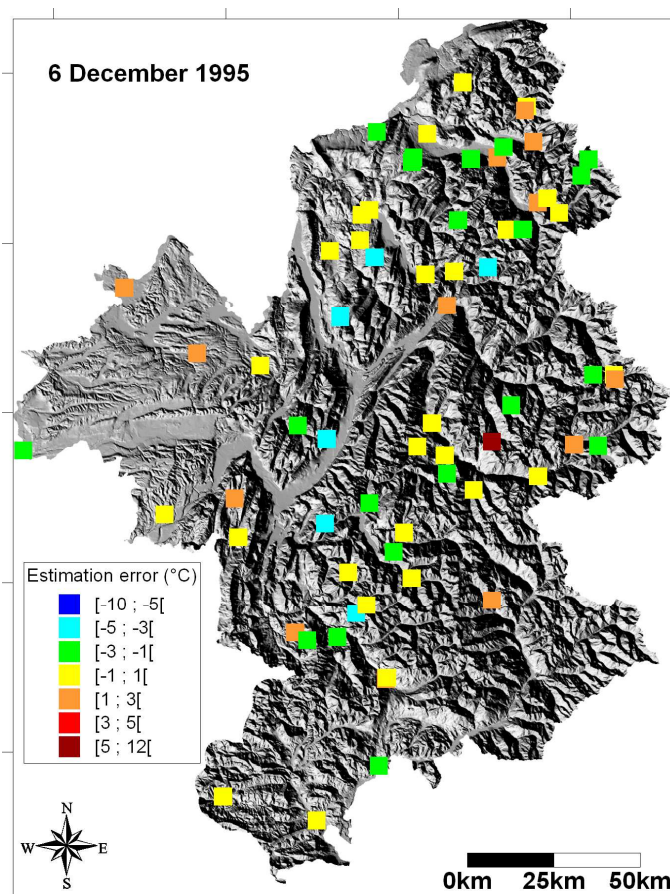 6 December 1995
Estimation error (°C)
[-10 ; -5[
[-5 ; -3[
[-3 ; -1[
[-1 ; 1[
[1 ; 3[
[3 ; 5[
[5 ; 12[
N
W E
S
0km 25km 50km